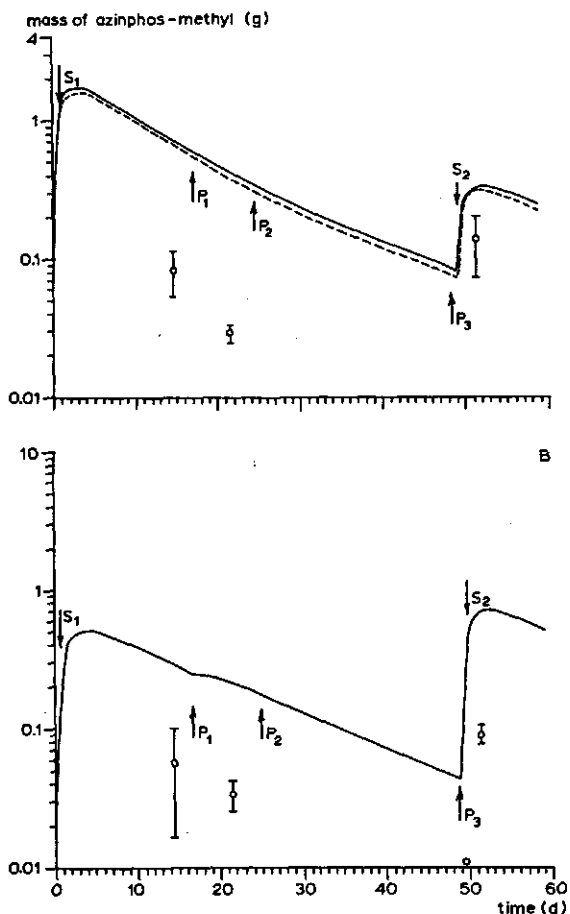 mass of azinphos-methyl (g)
4
S1
1
P1
P2
S2
0.1
P3
0.01
10
B
1
S1
S2
P1
P2
0.1
P3
0.01
0 10 20 30 40 50 60
time (d)